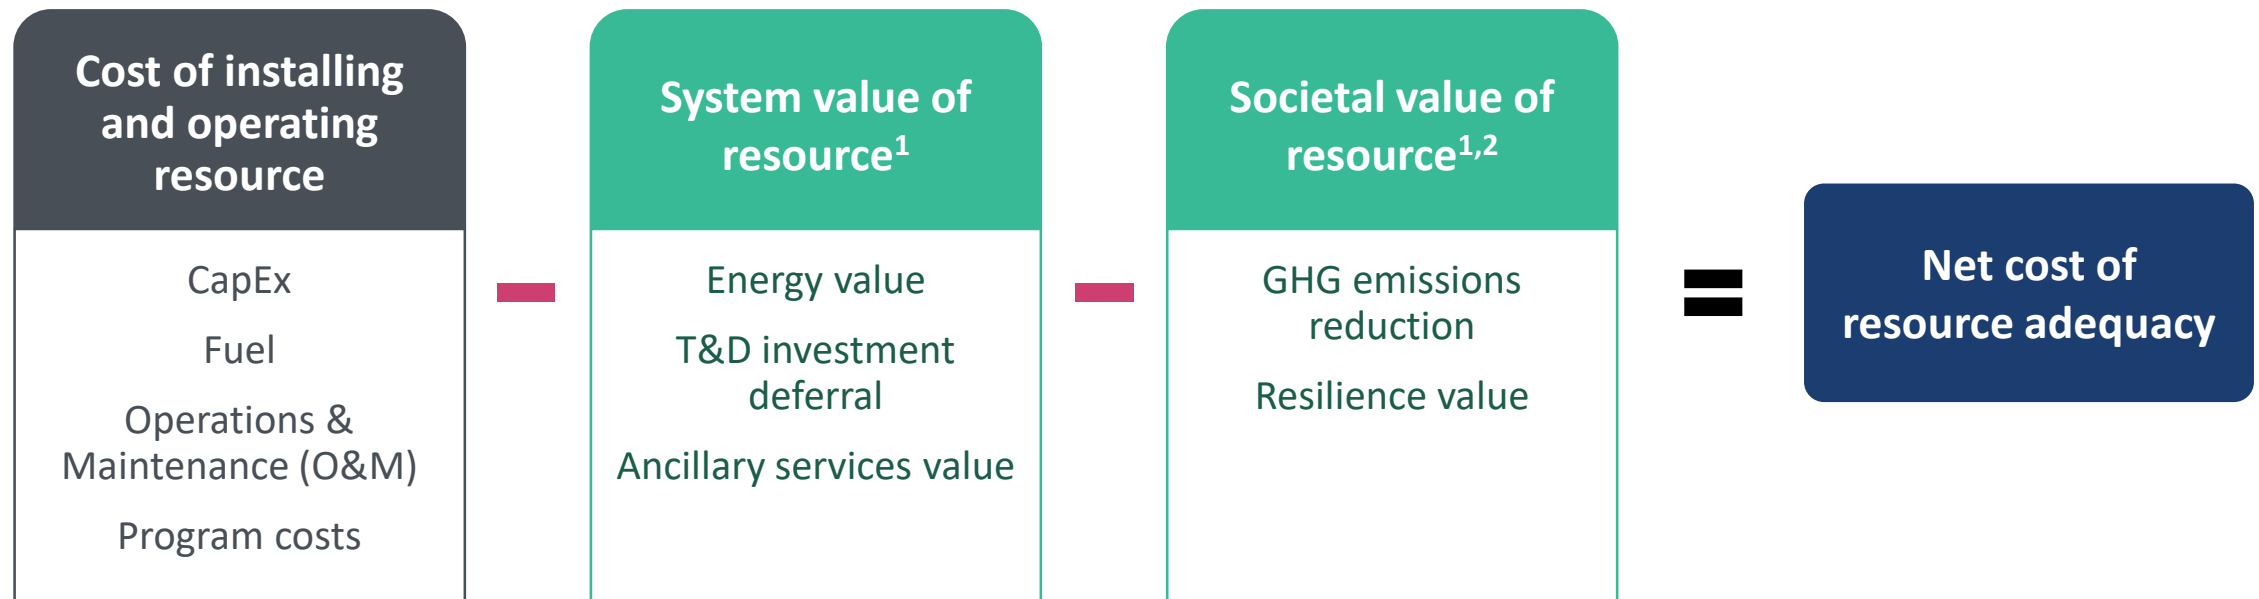 Cost of installing
and operating
resource
CapEx
Fuel
Operations &
Maintenance (O&M)
Program costs
System value of
resource1
Energy value
T&D investment
deferral
Ancillary services value
Societal value of
resource1,2
GHG emissions
reduction
Resilience value
=
Net cost of
resource adequacy